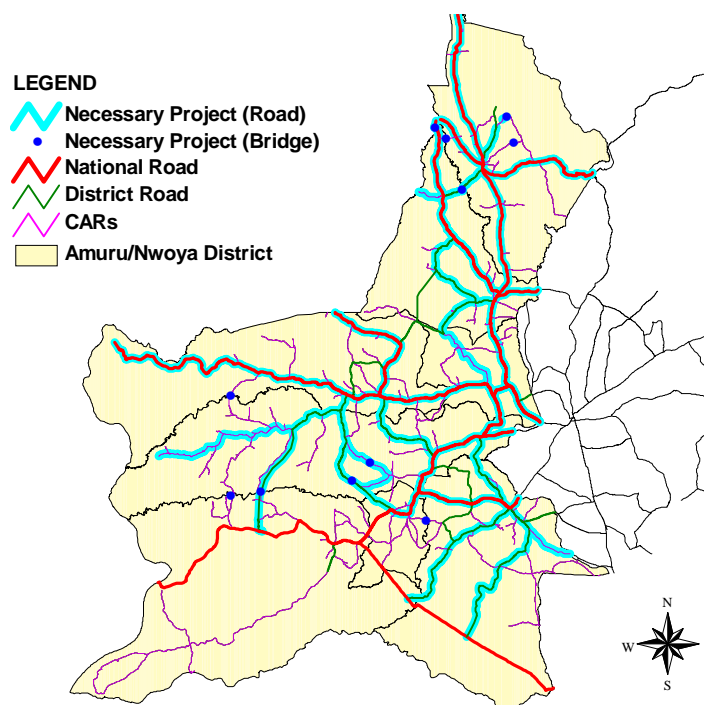 LEGEND
Necessary Project (Road)
Necessary Project (Bridge)
National Road
District Road
CARs
Amuru/Nwoya District
N
W
E
S